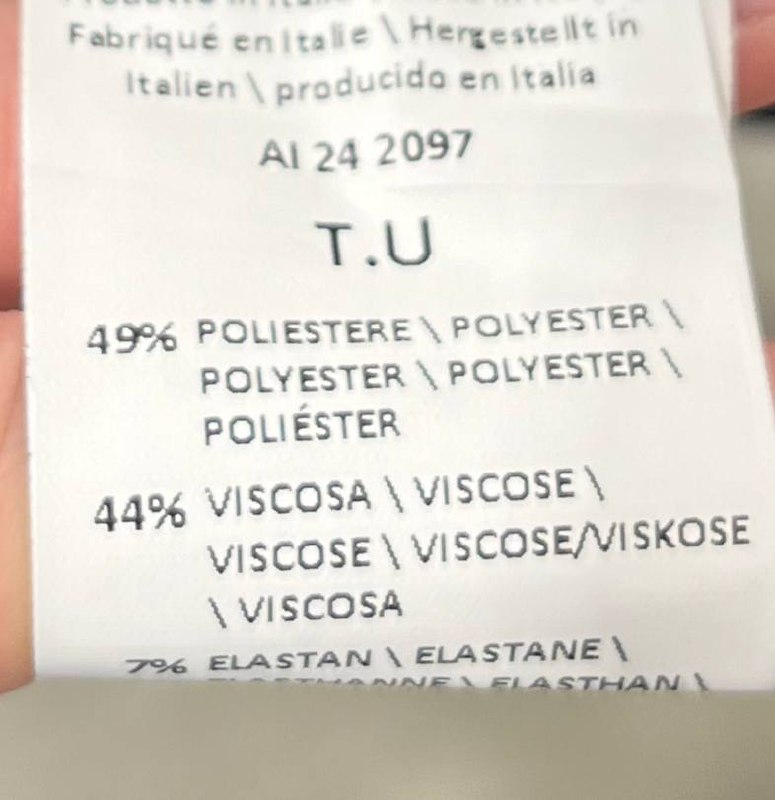 Fabriqué en Italie \ Hergestellt in
Italien \ producido en Italia
AI 24 2097
T.U
49% POLIESTERE \ POLYESTER \
POLYESTER \ POLYESTER \
POLIÉSTER
44% VISCOSA \ VISCOSE \
VISCOSE \ VISCOSE/VISKOSE
\ VISCOSA
7% ELASTAN \ ELASTANE \
\ ELASTHAN \